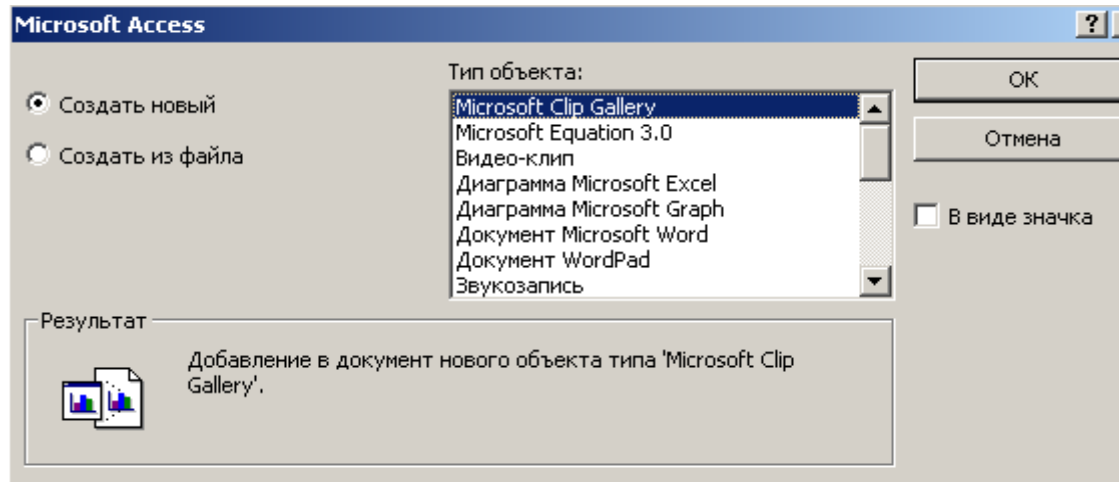 Microsoft Access
?
Создать новый
Создать из файла
Тип объекта:
Microsoft Clip Gallery
Microsoft Equation 3.0
Видео-клип
Диаграмма Microsoft Excel
Диаграмма Microsoft Graph
Документ Microsoft Word
Документ WordPad
Звукозапись
OK
Отмена
В виде значка
Результат
Добавление в документ нового объекта типа 'Microsoft Clip
Gallery'.